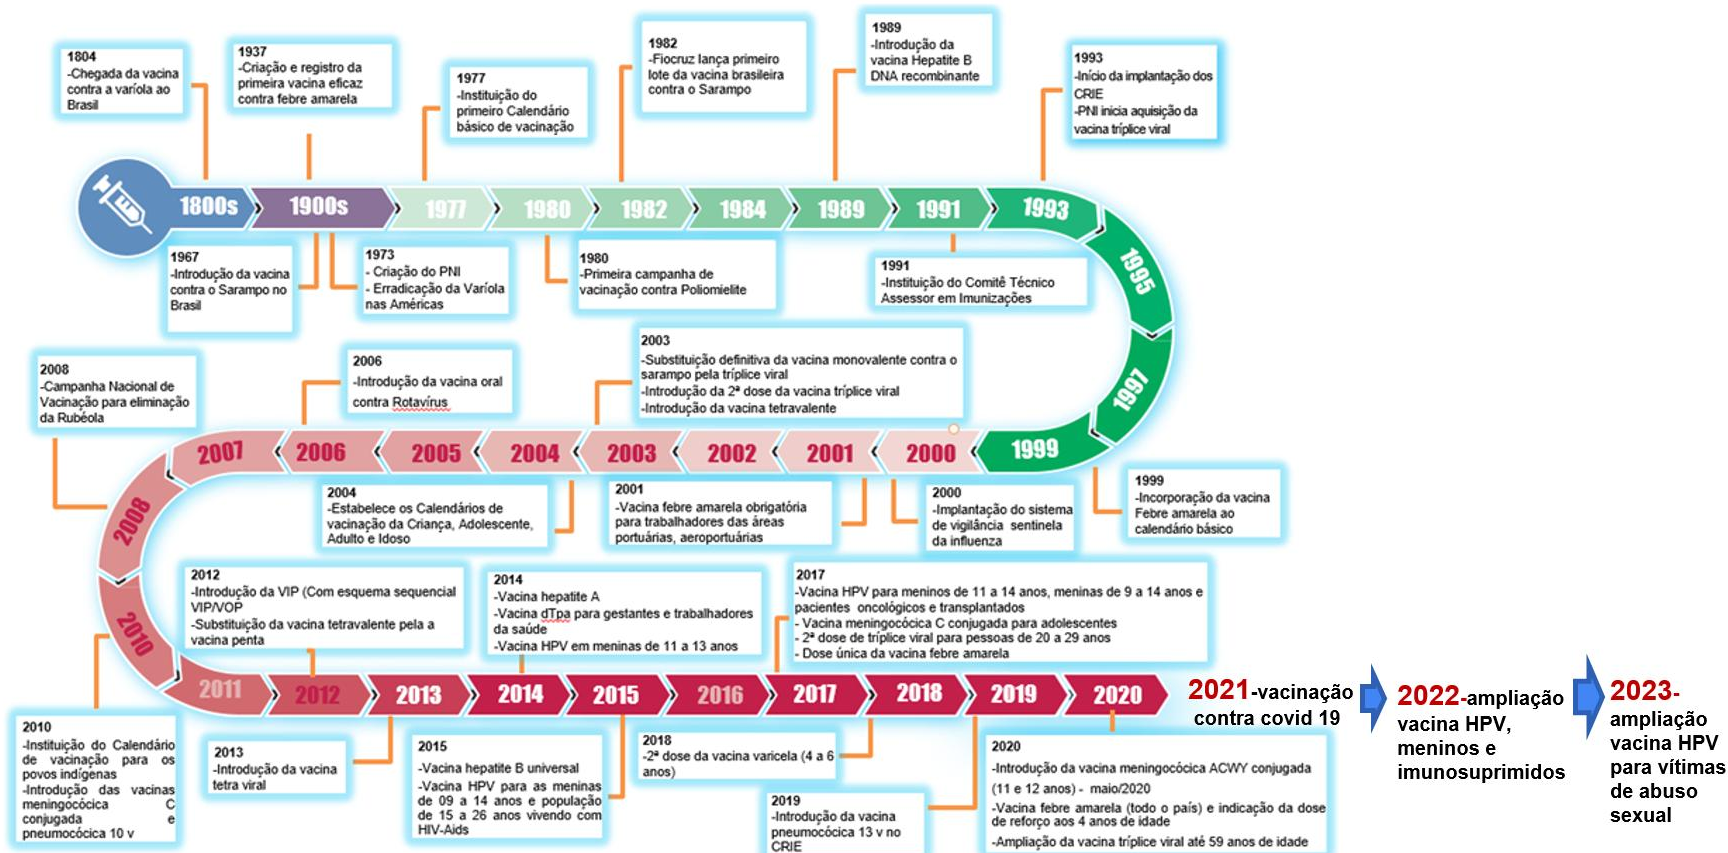 1804
-Chegada da vacina
contra a varíola ao
Brasil
1937
-Criação e registro da
primeira vacina eficaz
contra febre amarela
1977
-Instituição do
primeiro Calendário
básico de vacinação
1982
-Fiocruz lança primeiro
lote da vacina brasileira
contra o Sarampo
1989
-Introdução da
vacina Hepatite B
DNA recombinante
1993
-Início da implantação dos
CRIE
-PNI inicia aquisição da
vacina tríplice viral
1800s
1900s
1977
1980
1982
1984
1989
1991
1993
1995
1997
1999
1967
-Introdução da vacina
contra o Sarampo no
Brasil
1973
- Criação do PNI
- Erradicação da Varíola
nas Américas
1980
-Primeira campanha de
vacinação contra Poliomielite
1991
-Instituição do Comitê Técnico
Assessor em Imunizações
2008
-Campanha Nacional de
Vacinação para eliminação
da Rubéola
2006
-Introdução da vacina oral
contra Rotavírus
2003
-Substituição definitiva da vacina monovalente contra o
sarampo pela tríplice viral
-Introdução da 2ª dose da vacina tríplice viral
-Introdução da vacina tetravalente
2007
2006
2005
2004
2003
2002
2001
2000
2008
2010
2004
-Estabelece os Calendários de
vacinação da Criança, Adolescente,
Adulto e Idoso
2001
-Vacina febre amarela obrigatória
para trabalhadores das áreas
portuárias, aeroportuárias
2000
-Implantação do sistema
de vigilância sentinela
da influenza
1999
-Incorporação da vacina
Febre amarela ao
calendário básico
2012
-Introdução da VIP (Com esquema sequencial
VIP/VOP
-Substituição da vacina tetravalente pela a
vacina penta
2014
-Vacina hepatite A
-Vacina dTpa para gestantes e trabalhadores
da saúde
-Vacina HPV em meninas de 11 a 13 anos
2017
-Vacina HPV para meninos de 11 a 14 anos, meninas de 9 a 14 anos e
pacientes oncológicos e transplantados
- Vacina meningocócica C conjugada para adolescentes
- 2ª dose de tríplice viral para pessoas de 20 a 29 anos
- Dose única da vacina febre amarela
2011
2012
2013
2014
2015
2016
2017
2018
2019
2020
2021-vacinação
contra covid 19
2022-ampliação
vacina HPV,
meninos e
imunosuprimidos
2023-
ampliação
vacina HPV
para vítimas
de abuso
sexual
2010
-Instituição do Calendário
de vacinação para os
povos indígenas
-Introdução das vacinas
meningocócica C
conjugada e
pneumocócica 10 v
2013
-Introdução da vacina
tetra viral
2015
-Vacina hepatite B universal
-Vacina HPV para as meninas
de 09 a 14 anos e população
de 15 a 26 anos vivendo com
HIV-Aids
2018
-2ª dose da vacina varicela (4 a 6
anos)
2019
-Introdução da vacina
pneumocócica 13 v no
CRIE
2020
-Introdução da vacina meningocócica ACWY conjugada
(11 e 12 anos) - maio/2020
-Vacina febre amarela (todo o país) e indicação da dose
de reforço aos 4 anos de idade
-Ampliação da vacina tríplice viral até 59 anos de idade